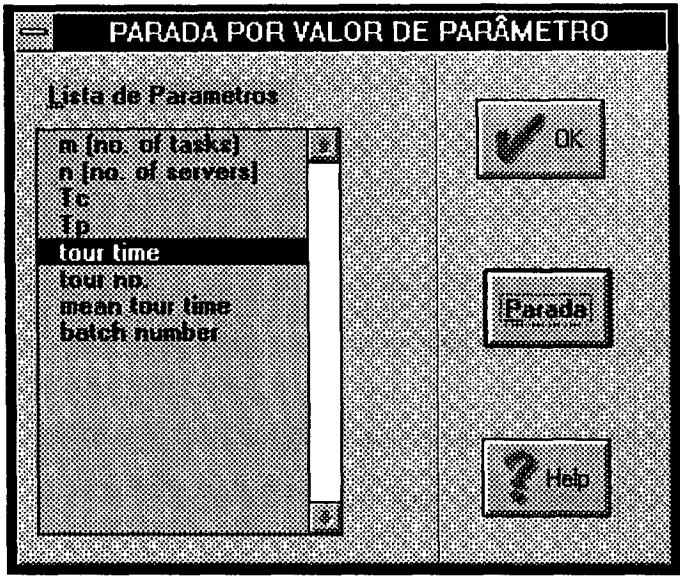 PARADA POR VALOR DE PARÂMETRO
Lista de Parametros
m (no. of tasks)
n (no. of servers)
Tc
Tp
tour time
tour no.
mean tour time
batch number
OK
Parada
Help